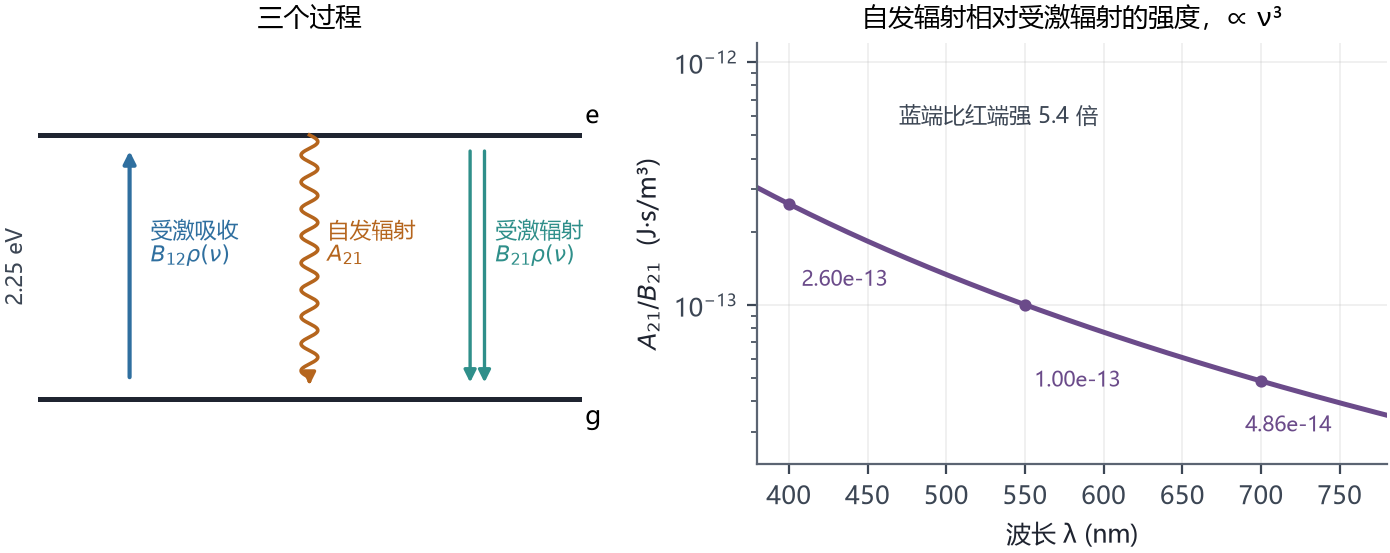 三个过程
e
受激吸收
B₁₂ρ(ν)
自发辐射
A₂₁
受激辐射
B₂₁ρ(ν)
2.25 eV
g
自发辐射相对受激辐射的强度，∝ ν³
10⁻¹²
10⁻¹³
A₂₁/B₂₁ (J·s/m³)
蓝端比红端强 5.4 倍
2.60e-13
1.00e-13
4.86e-14
400 450 500 550 600 650 700 750
波长 λ (nm)